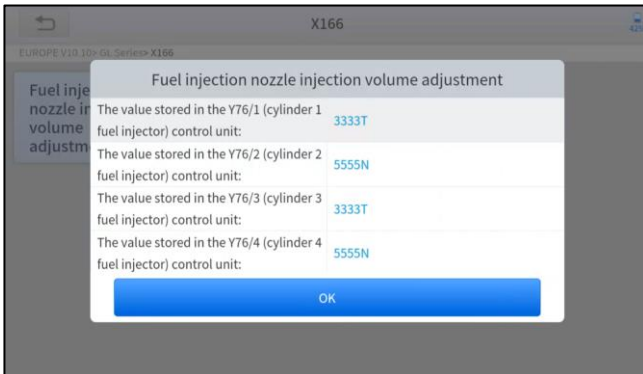 X166
42%
EUROPE V10.10> GL Series> X166
Fuel inje
nozzle in
volume
adjustm
Fuel injection nozzle injection volume adjustment
The value stored in the Y76/1 (cylinder 1
fuel injector) control unit:
3333T
The value stored in the Y76/2 (cylinder 2
fuel injector) control unit:
5555N
The value stored in the Y76/3 (cylinder 3
fuel injector) control unit:
3333T
The value stored in the Y76/4 (cylinder 4
fuel injector) control unit:
5555N
OK